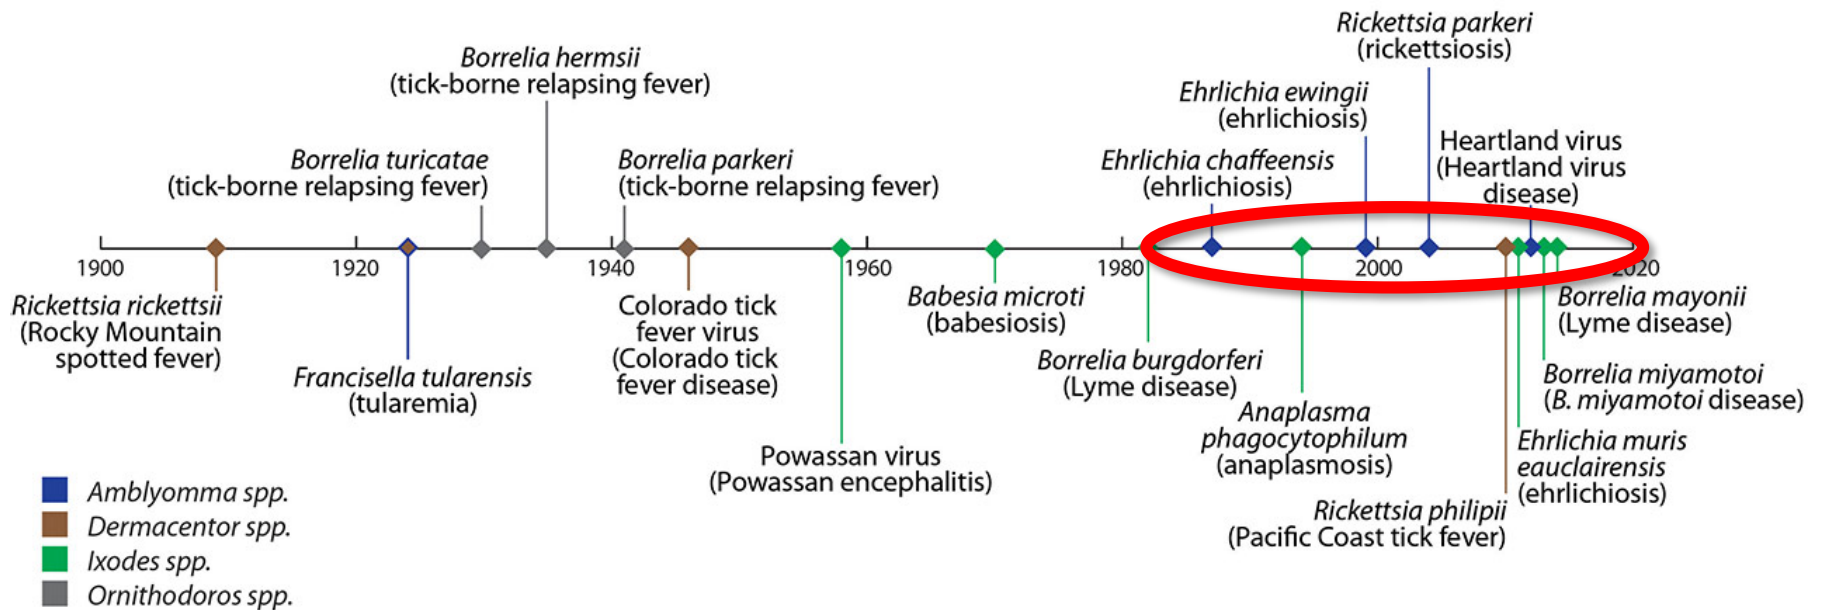 Rickettsia parkeri
(rickettsiosis)
Borrelia hermsii
(tick-borne relapsing fever)
Ehrlichia ewingii
(ehrlichiosis)
Heartland virus
(Heartland virus
disease)
Borrelia turicatae
(tick-borne relapsing fever)
Borrelia parkeri
(tick-borne relapsing fever)
Ehrlichia chaffeensis
(ehrlichiosis)
1900
1920
1940
1960
1980
2000
2020
Rickettsia rickettsii
(Rocky Mountain
spotted fever)
Francisella tularensis
(tularemia)
Colorado tick
fever virus
(Colorado tick
fever disease)
Powassan virus
(Powassan encephalitis)
Babesia microti
(babesiosis)
Borrelia burgdorferi
(Lyme disease)
Anaplasma
phagocytophilum
(anaplasmosis)
Rickettsia philipii
(Pacific Coast tick fever)
Borrelia mayonii
(Lyme disease)
Borrelia miyamotoi
(B. miyamotoi disease)
Ehrlichia muris
eauclairensis
(ehrlichiosis)
Amblyomma spp.
Dermacentor spp.
Ixodes spp.
Ornithodoros spp.